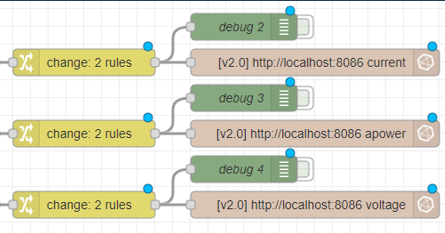 debug 2
change: 2 rules
[v2.0] http://localhost:8086 current
debug 3
change: 2 rules
[v2.0] http://localhost:8086 apower
debug 4
change: 2 rules
[v2.0] http://localhost:8086 voltage